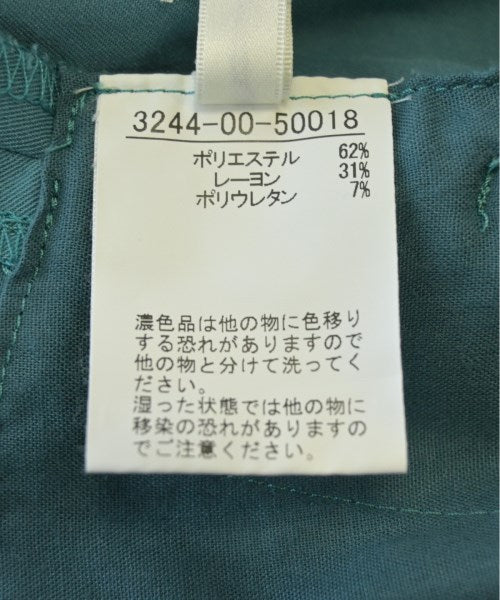 3244-00-50018
ポリエステル 62%
レーヨン 31%
ポリウレタン 7%
濃色品は他の物に色移り
する恐れがありますので
他の物と分けて洗ってく
ださい。
湿った状態では他の物に
移染の恐れがありますの
でご注意ください。